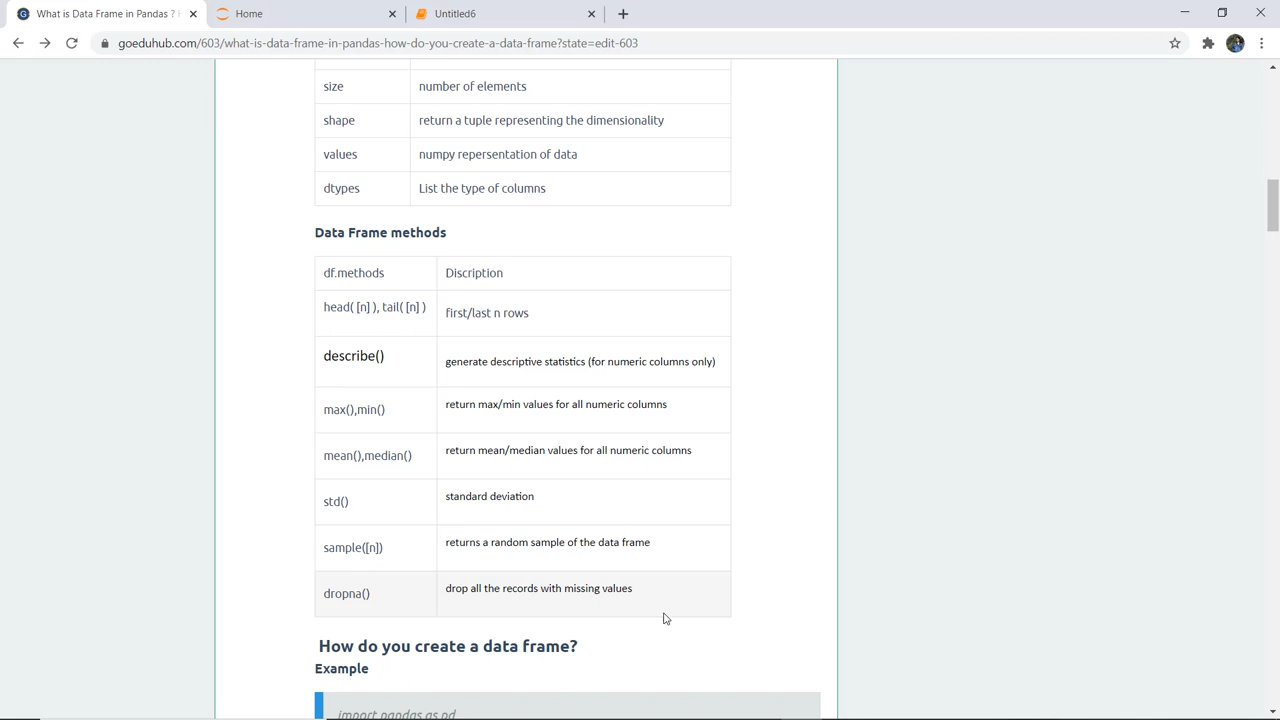 What is Data Frame in Pandas ?
Home
Untitled6
goeduhub.com/603/what-is-data-frame-in-pandas-how-do-you-create-a-data-frame?state=edit-603
size number of elements
shape return a tuple representing the dimensionality
values numpy repersentation of data
dtypes List the type of columns
Data Frame methods
df.methods Discription
head( [n] ), tail( [n] ) first/last n rows
describe() generate descriptive statistics (for numeric columns only)
max(),min() return max/min values for all numeric columns
mean(),median() return mean/median values for all numeric columns
std() standard deviation
sample([n]) returns a random sample of the data frame
dropna() drop all the records with missing values
How do you create a data frame?
Example
import pandas as pd